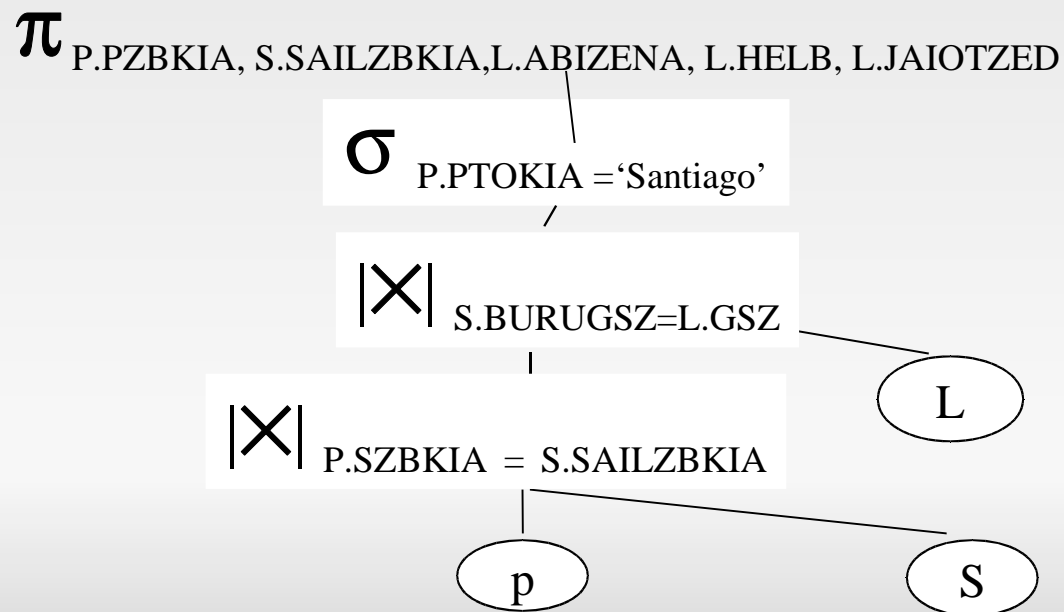 π P.PZBKIA, S.SAILZBKIA,L.ABIZENA, L.HELB, L.JAIOTZED
σ P.PTOKIA =‘Santiago’
|×| S.BURUGSZ=L.GSZ
L
|×| P.SZBKIA = S.SAILZBKIA
p
S